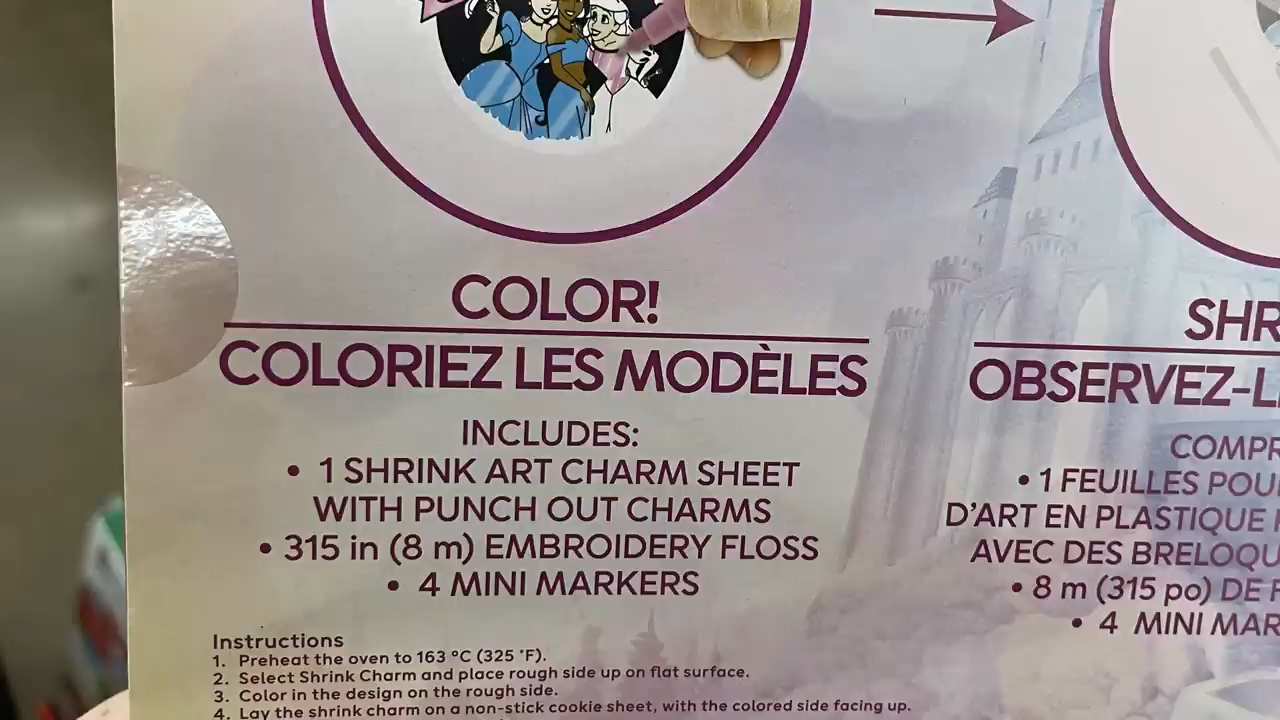 COLOR!
COLORIEZ LES MODÈLES
INCLUDES:
• 1 SHRINK ART CHARM SHEET
WITH PUNCH OUT CHARMS
• 315 in (8 m) EMBROIDERY FLOSS
• 4 MINI MARKERS
Instructions
1. Preheat the oven to 163 °C (325 °F).
2. Select Shrink Charm and place rough side up on flat surface.
3. Color in the design on the rough side.
4. Lay the shrink charm on a non-stick cookie sheet, with the colored side facing up.
SHR
OBSERVEZ-L
COMPR
• 1 FEUILLES POU
D'ART EN PLASTIQUE
AVEC DES BRELOQU
• 8 m (315 po) DE F
• 4 MINI MAR